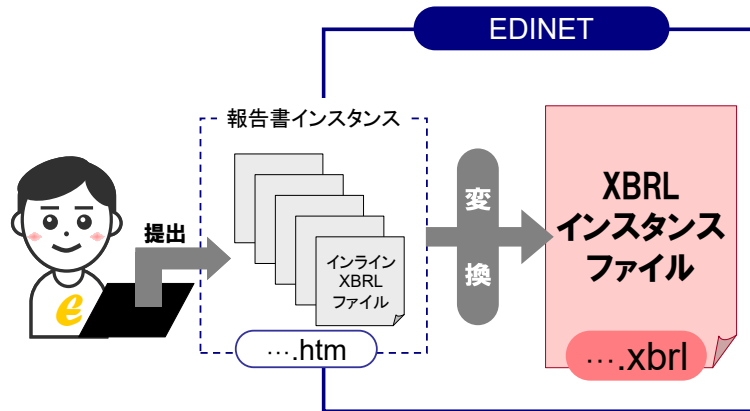 EDINET
報告書インスタンス
提出
インライン
XBRL
ファイル
….htm
変
換
XBRL
インスタンス
ファイル
….xbrl
e